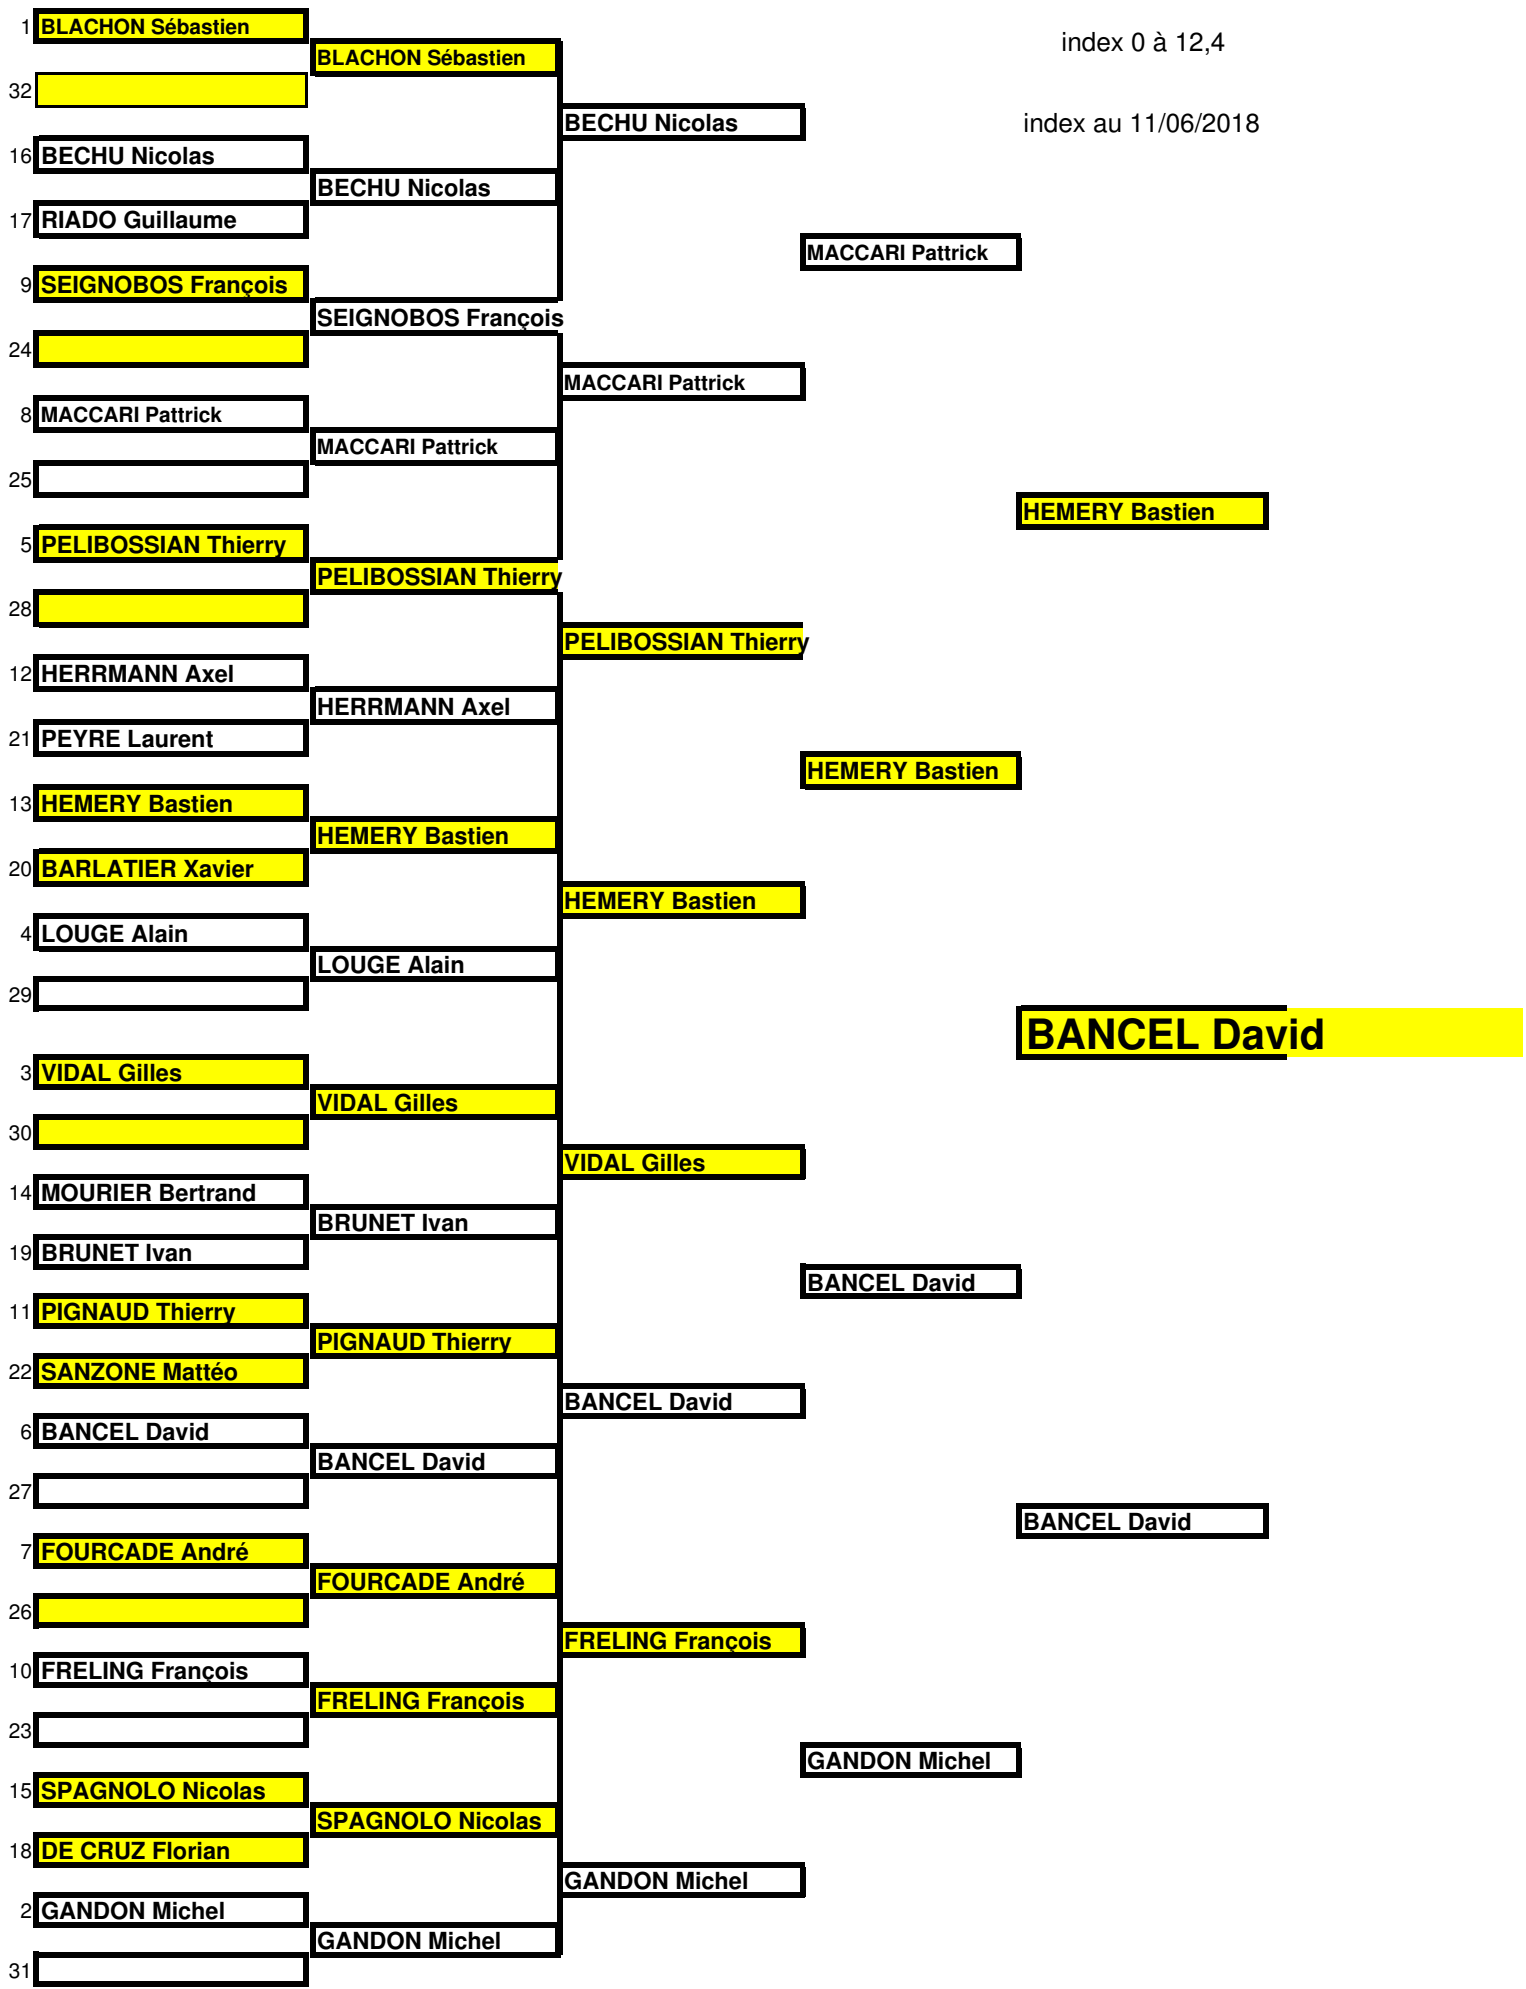 1 BLACHON Sébastien
BLACHON Sébastien
index 0 à 12,4
32
BECHU Nicolas
index au 11/06/2018
16 BECHU Nicolas
BECHU Nicolas
17 RIADO Guillaume
MACCARI Pattrick
9 SEIGNOBOS François
SEIGNOBOS François
24
MACCARI Pattrick
8 MACCARI Pattrick
MACCARI Pattrick
25
HEMERY Bastien
5 PELIBOSSIAN Thierry
PELIBOSSIAN Thierry
28
PELIBOSSIAN Thierry
12 HERRMANN Axel
HERRMANN Axel
21 PEYRE Laurent
HEMERY Bastien
13 HEMERY Bastien
HEMERY Bastien
20 BARLATIER Xavier
HEMERY Bastien
4 LOUGE Alain
LOUGE Alain
29
BANCEL David
3 VIDAL Gilles
VIDAL Gilles
30
VIDAL Gilles
14 MOURIER Bertrand
BRUNET Ivan
19 BRUNET Ivan
BANCEL David
11 PIGNAUD Thierry
PIGNAUD Thierry
22 SANZONE Mattéo
BANCEL David
6 BANCEL David
BANCEL David
27
BANCEL David
7 FOURCADE André
FOURCADE André
26
FRELING François
10 FRELING François
FRELING François
23
GANDON Michel
15 SPAGNOLO Nicolas
SPAGNOLO Nicolas
18 DE CRUZ Florian
GANDON Michel
2 GANDON Michel
GANDON Michel
31